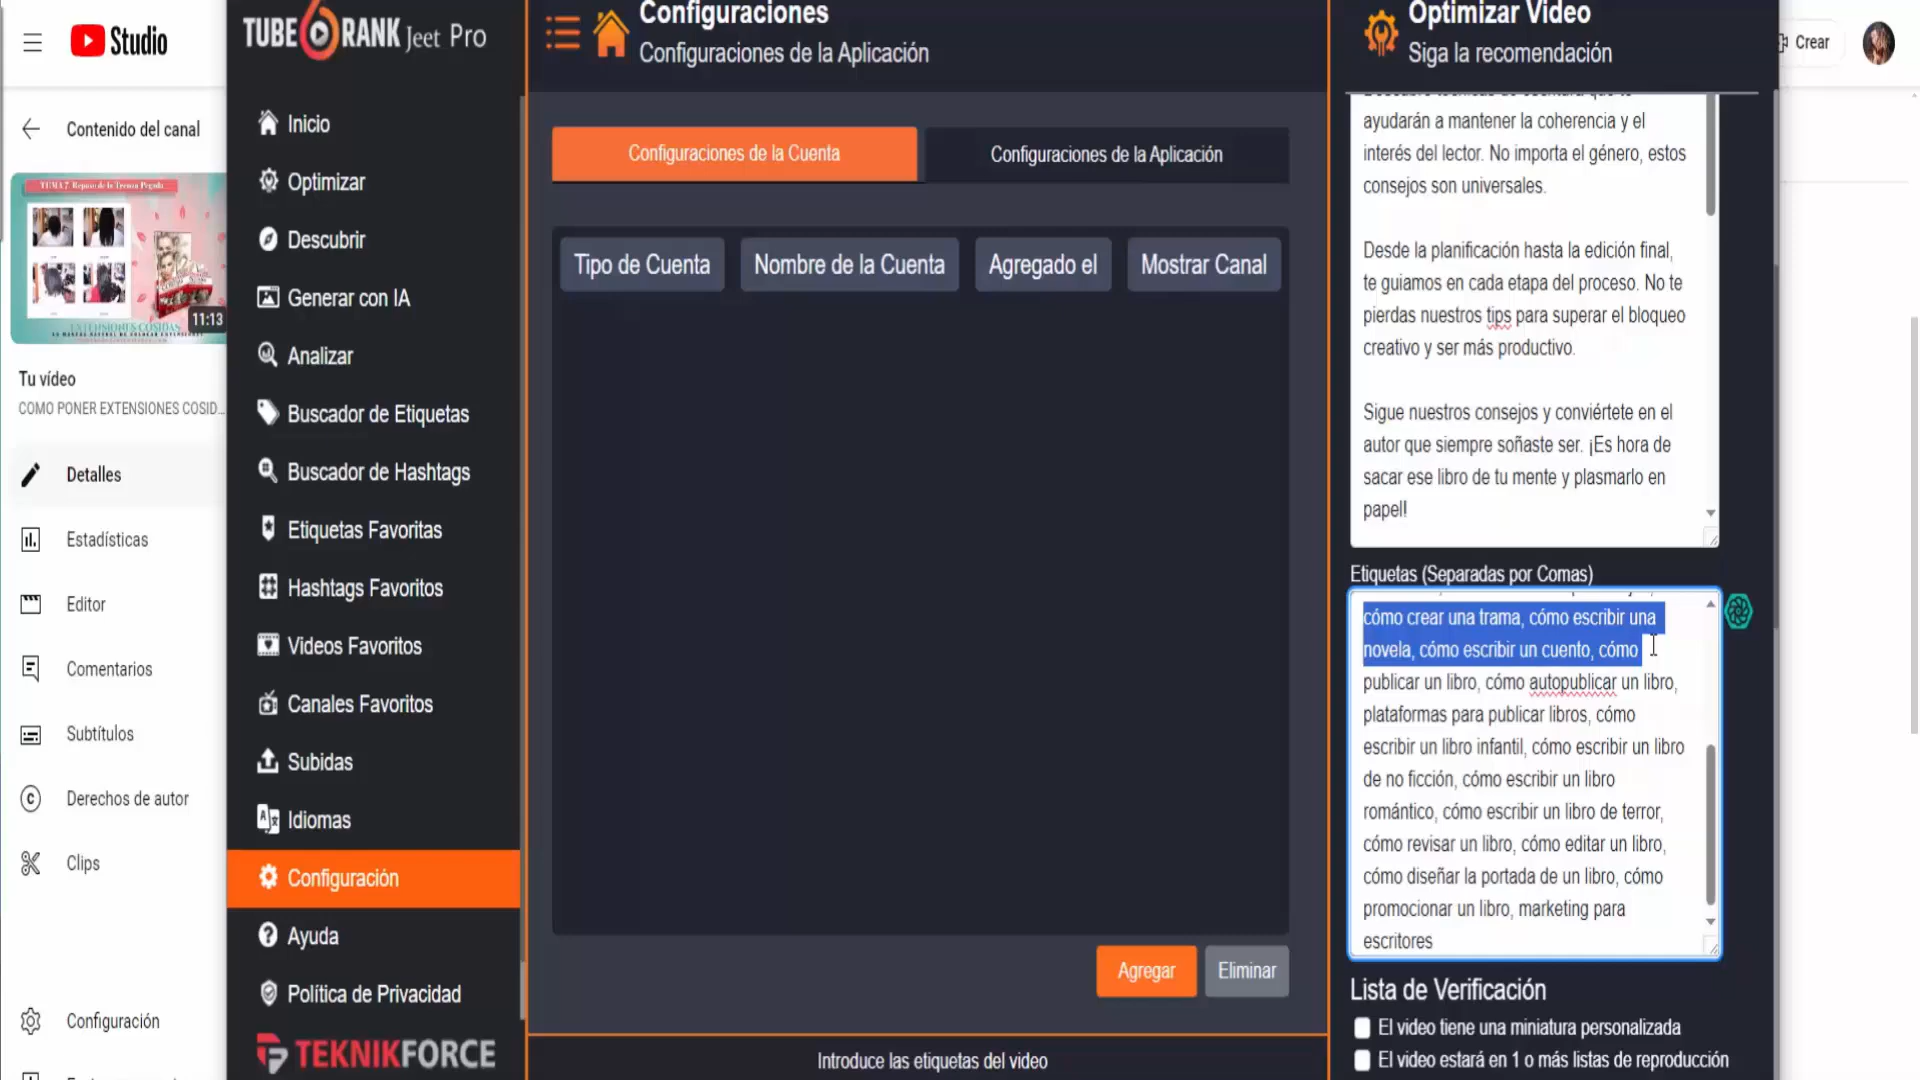 Studio
Contenido del canal
TEMA 7 Repaso de la Trenza Pegada
EXTENSIONES COSIDAS
11:13
Tu vídeo
COMO PONER EXTENSIONES COSID...
Detalles
Estadísticas
Editor
Comentarios
Subtítulos
Derechos de autor
Clips
Configuración
TUBE RANK Jeet Pro
Inicio
Optimizar
Descubrir
Generar con IA
Analizar
Buscador de Etiquetas
Buscador de Hashtags
Etiquetas Favoritas
Hashtags Favoritos
Videos Favoritos
Canales Favoritos
Subidas
Idiomas
Configuración
Ayuda
Política de Privacidad
TEKNIKFORCE
Configuraciones
Configuraciones de la Aplicación
Configuraciones de la Cuenta
Configuraciones de la Aplicación
Tipo de Cuenta
Nombre de la Cuenta
Agregado el
Mostrar Canal
Agregar
Eliminar
Introduce las etiquetas del video
Optimizar Video
Siga la recomendación
ayudarán a mantener la coherencia y el
interés del lector. No importa el género, estos
consejos son universales.
Desde la planificación hasta la edición final,
te guiamos en cada etapa del proceso. No te
pierdas nuestros tips para superar el bloqueo
creativo y ser más productivo.
Sigue nuestros consejos y conviértete en el
autor que siempre soñaste ser. ¡Es hora de
sacar ese libro de tu mente y plasmarlo en
papel!
Etiquetas (Separadas por Comas)
cómo crear una trama, cómo escribir una
novela, cómo escribir un cuento, cómo
publicar un libro, cómo autopublicar un libro,
plataformas para publicar libros, cómo
escribir un libro infantil, cómo escribir un libro
de no ficción, cómo escribir un libro
romántico, cómo escribir un libro de terror,
cómo revisar un libro, cómo editar un libro,
cómo diseñar la portada de un libro, cómo
promocionar un libro, marketing para
escritores
Lista de Verificación
El video tiene una miniatura personalizada
El video estará en 1 o más listas de reproducción
Crear